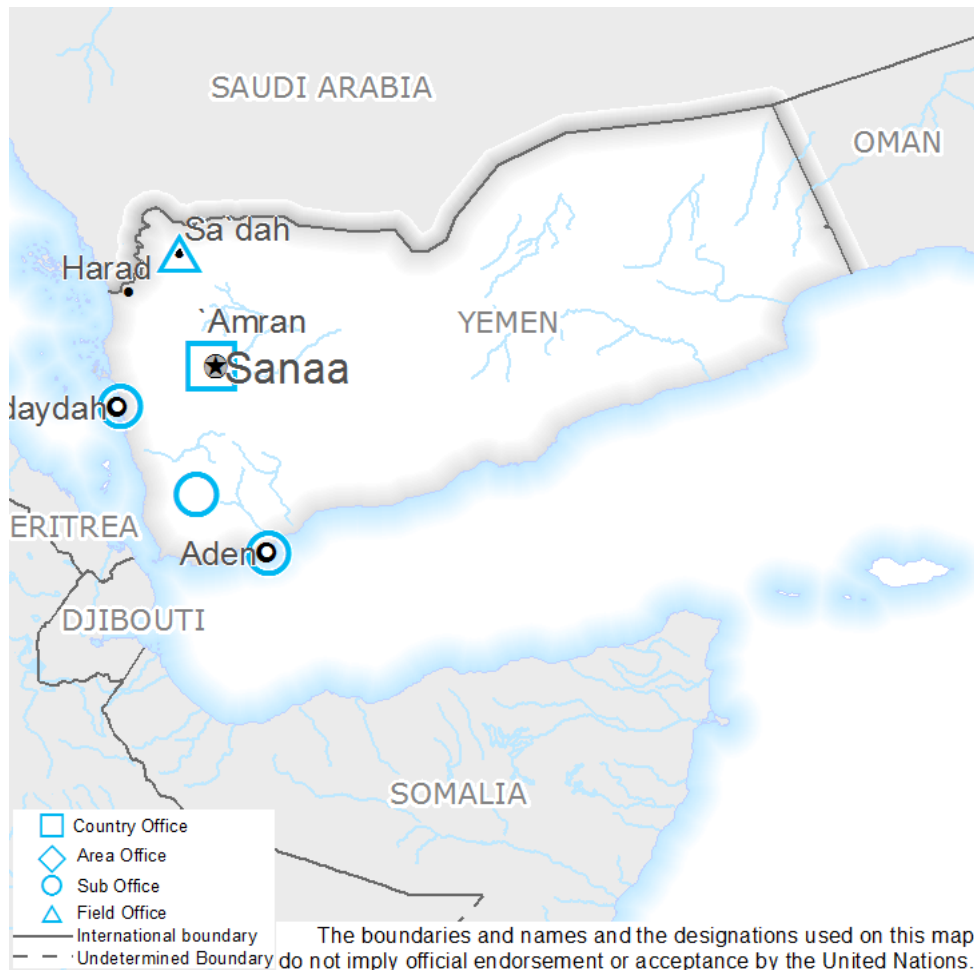 SAUDI ARABIA
OMAN
Sa`dah
Harad
`Amran
YEMEN
Sanaa
daydah
ERITREA
Aden
DJIBOUTI
SOMALIA
Country Office
Area Office
Sub Office
Field Office
International boundary
Undetermined Boundary
The boundaries and names and the designations used on this map
do not imply official endorsement or acceptance by the United Nations.